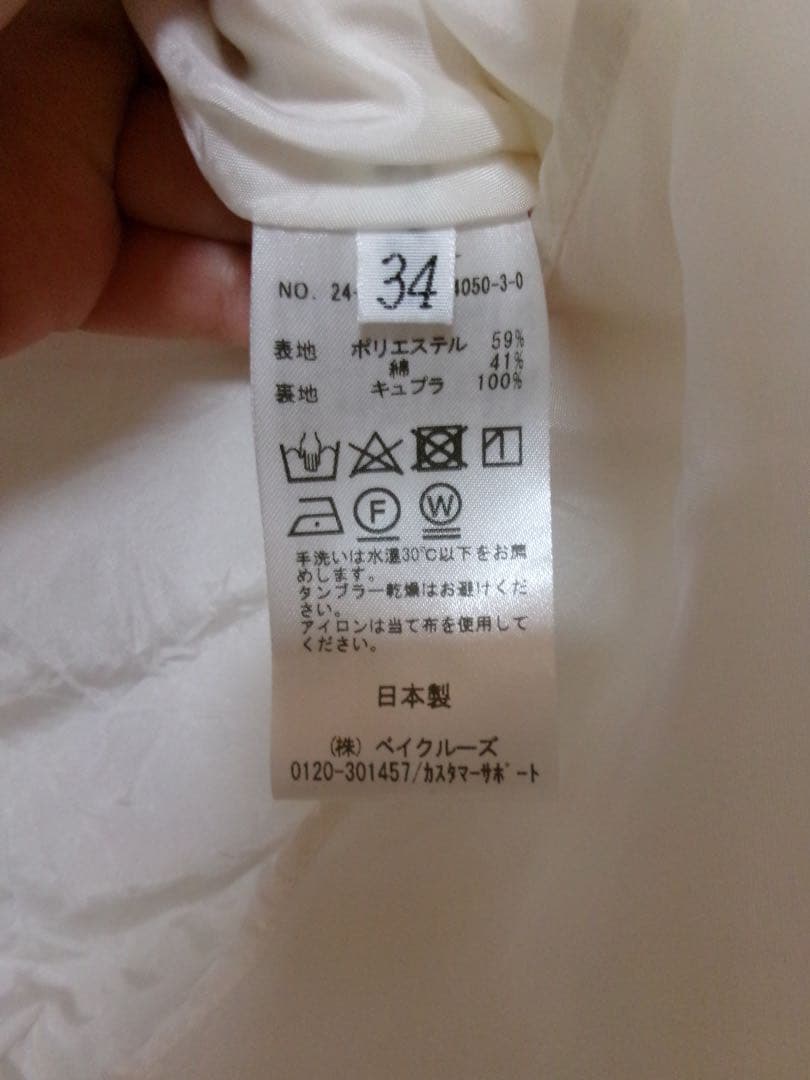 34
NO. 24- 4050-3-0
表地 ポリエステル 59%
綿 41%
裏地 キュプラ 100%
F W
手洗いは水温30℃以下をお薦
めします。
タンブラー乾燥はお避けくだ
さい。
アイロンは当て布を使用して
ください。
日本製
(株) ベイクルーズ
0120-301457/カスタマーサポート